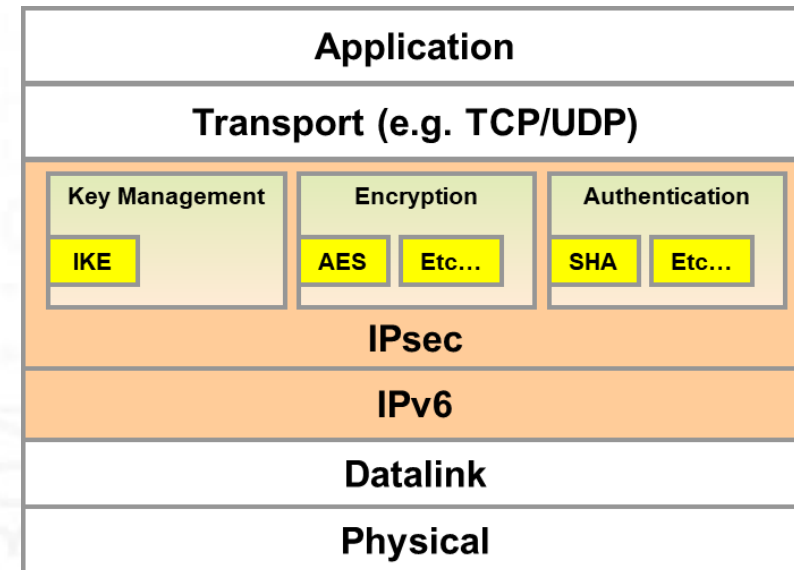 Application
Transport (e.g. TCP/UDP)
Key Management
Encryption
Authentication
IKE
AES
Etc…
SHA
Etc…
IPsec
IPv6
Datalink
Physical